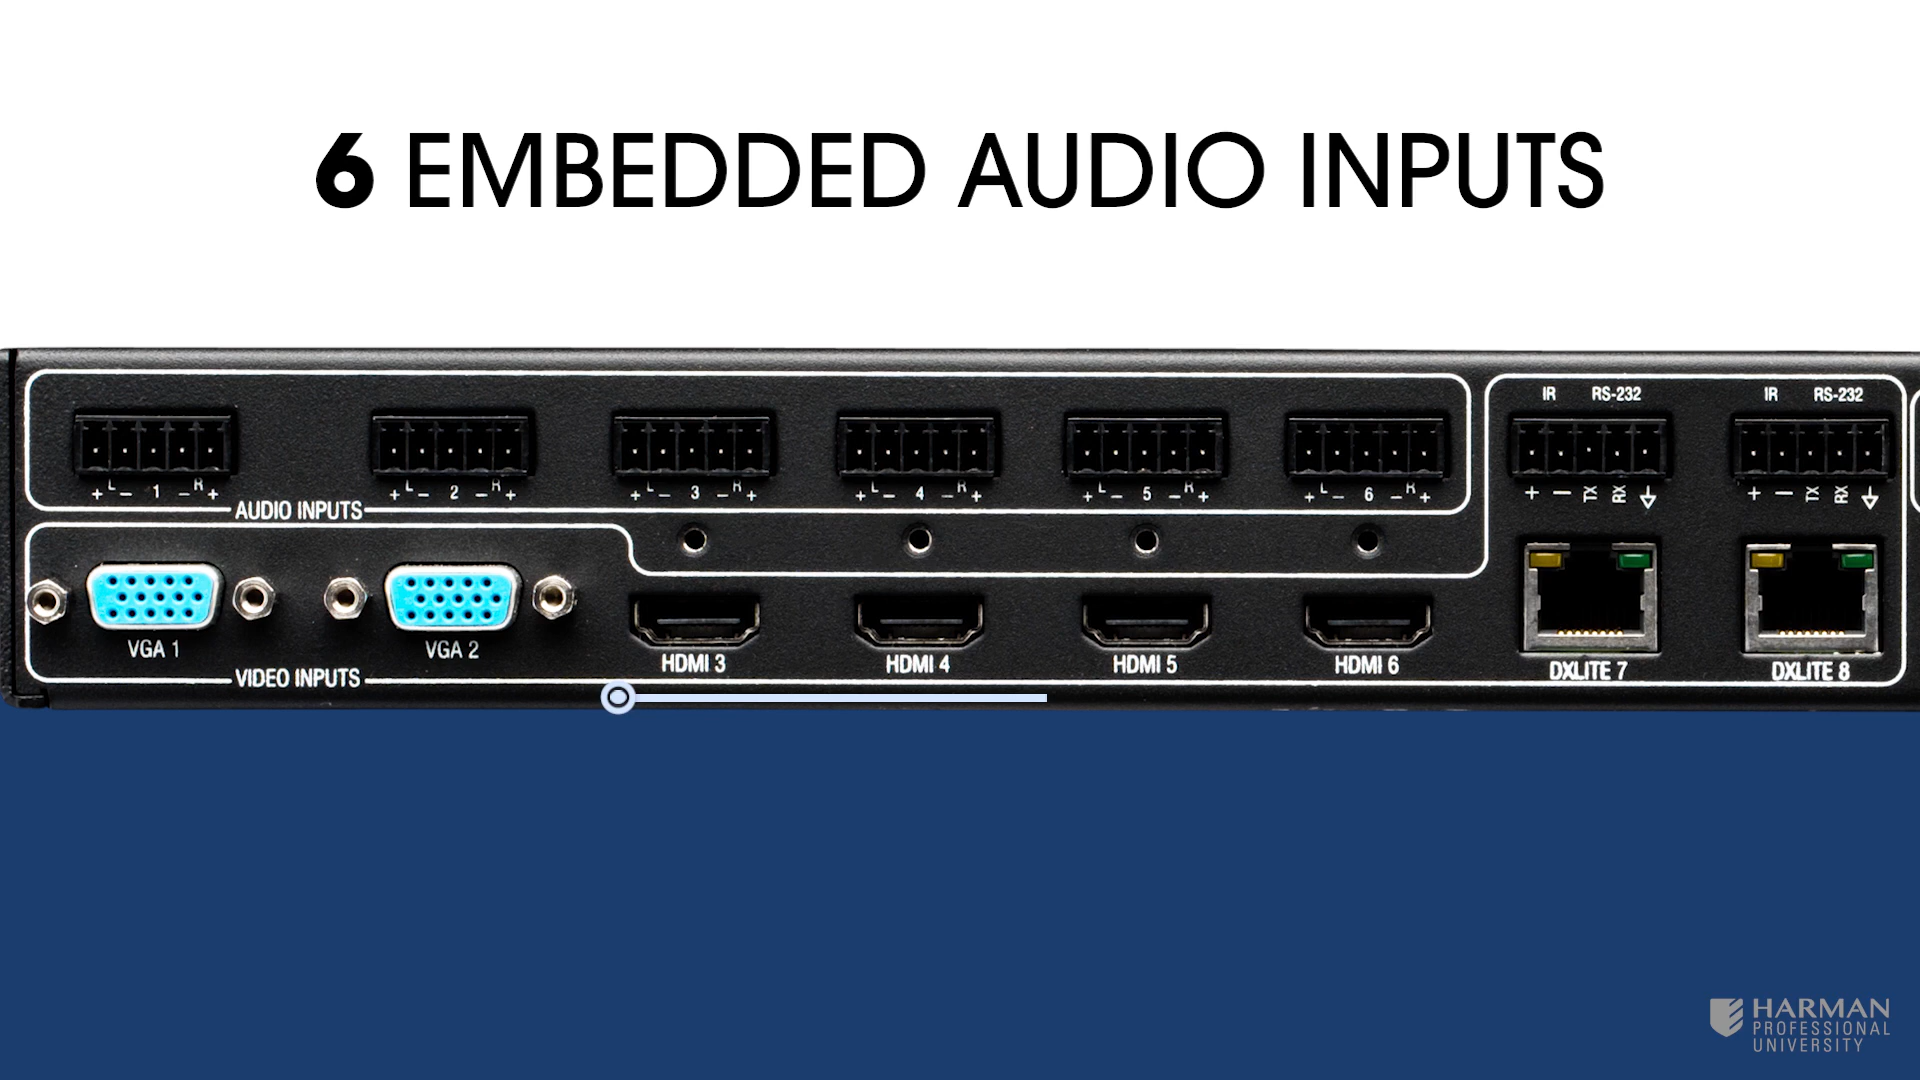 6 EMBEDDED AUDIO INPUTS
IR RS-232 IR RS-232
+ L – 1 – R + + L – 2 – R + + L – 3 – R + + L – 4 – R + + L – 5 – R + + L – 6 – R + + – TX RX + – TX RX
AUDIO INPUTS
VGA 1 VGA 2 HDMI 3 HDMI 4 HDMI 5 HDMI 6 DXLITE 7 DXLITE 8
VIDEO INPUTS
HARMAN
PROFESSIONAL
UNIVERSITY